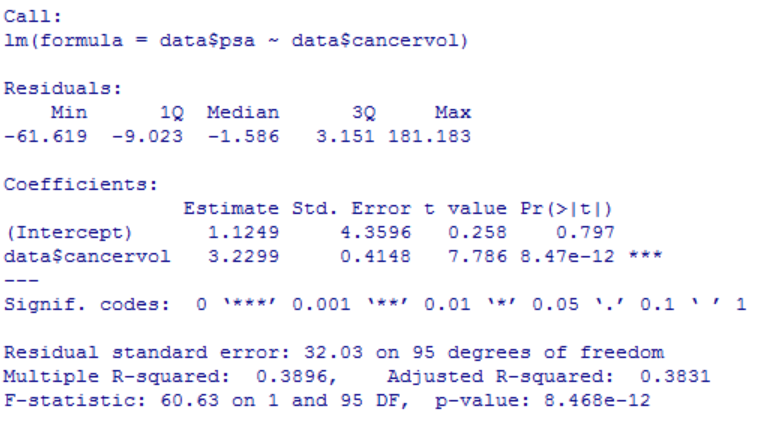 Call:
lm(formula = data$psa ~ data$cancervol)
Residuals:
Min 1Q Median 3Q Max
-61.619 -9.023 -1.586 3.151 181.183
Coefficients:
Estimate Std. Error t value Pr(>|t|)
(Intercept) 1.1249 4.3596 0.258 0.797
data$cancervol 3.2299 0.4148 7.786 8.47e-12 ***
---
Signif. codes: 0 ‘***’ 0.001 ‘**’ 0.01 ‘*’ 0.05 ‘.’ 0.1 ‘ ’ 1
Residual standard error: 32.03 on 95 degrees of freedom
Multiple R-squared: 0.3896, Adjusted R-squared: 0.3831
F-statistic: 60.63 on 1 and 95 DF, p-value: 8.468e-12